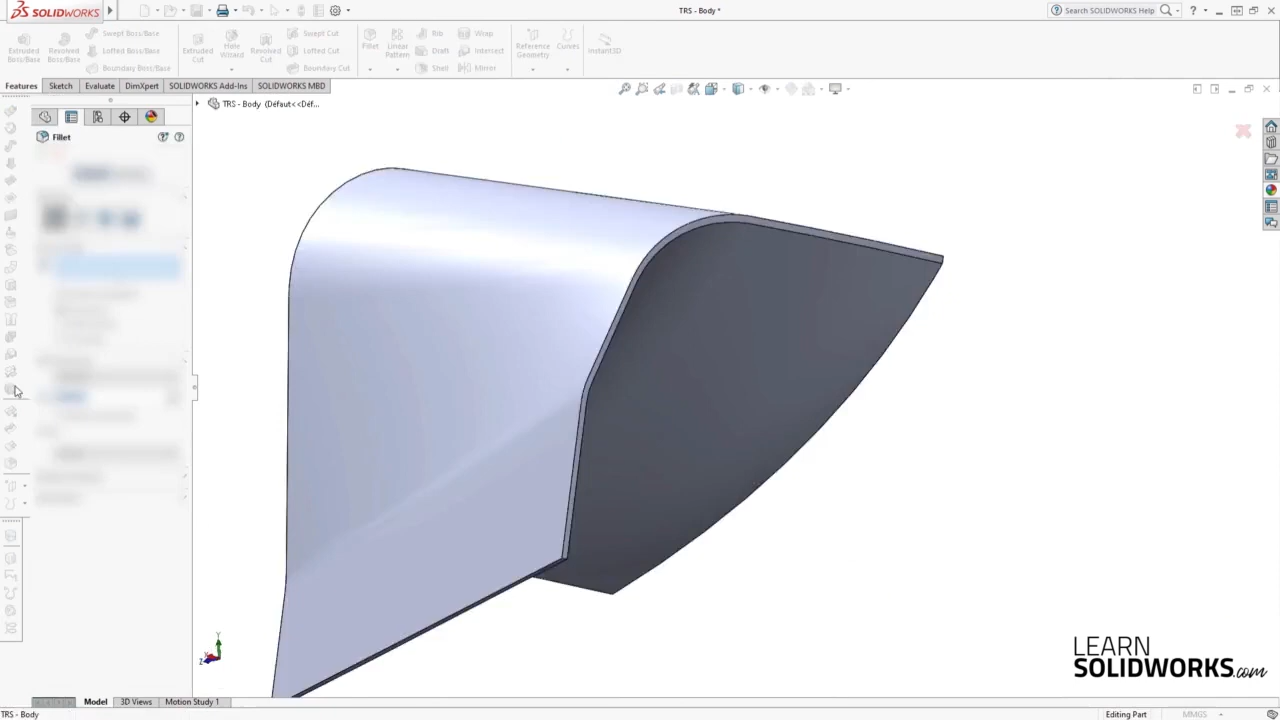 SOLIDWORKS
TRS - Body *
Search SOLIDWORKS Help
Extruded Boss/Base
Revolved Boss/Base
Swept Boss/Base
Lofted Boss/Base
Boundary Boss/Base
Extruded Cut
Hole Wizard
Revolved Cut
Swept Cut
Lofted Cut
Boundary Cut
Fillet
Linear Pattern
Rib
Draft
Shell
Wrap
Intersect
Mirror
Reference Geometry
Curves
Instant3D
Features
Sketch
Evaluate
DimXpert
SOLIDWORKS Add-Ins
SOLIDWORKS MBD
TRS - Body (Défaut<<Déf...
Fillet
Y
X
Z
LEARN
SOLIDWORKS.com
Model
3D Views
Motion Study 1
TRS - Body
Editing Part
MMGS